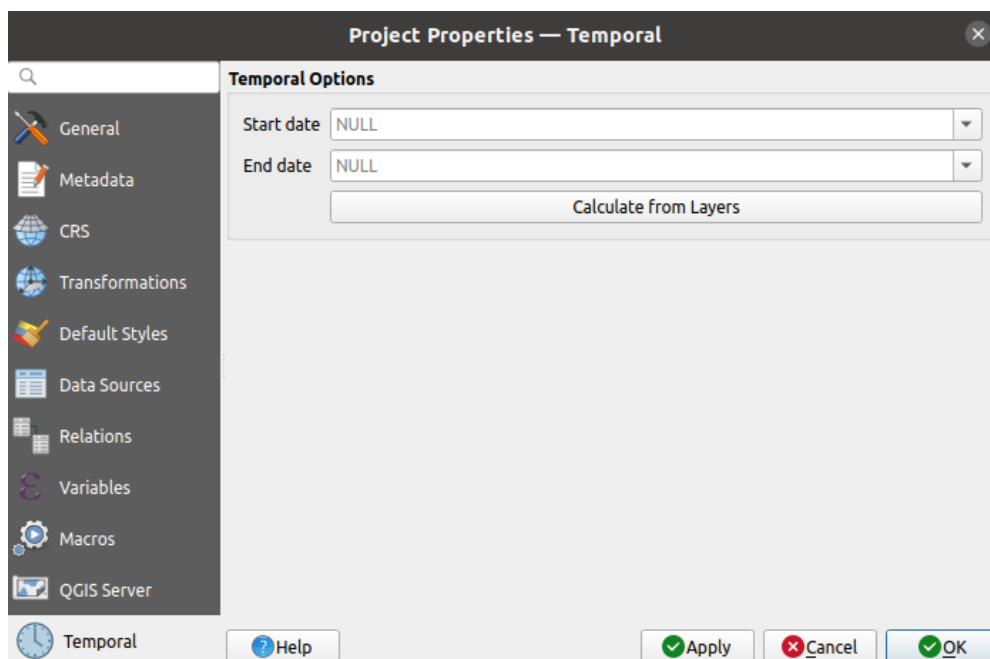 Project Properties — Temporal
Temporal Options
General
Metadata
CRS
Transformations
Default Styles
Data Sources
Relations
Variables
Macros
QGIS Server
Temporal
Start date NULL
End date NULL
Calculate from Layers
Help
Apply
Cancel
OK